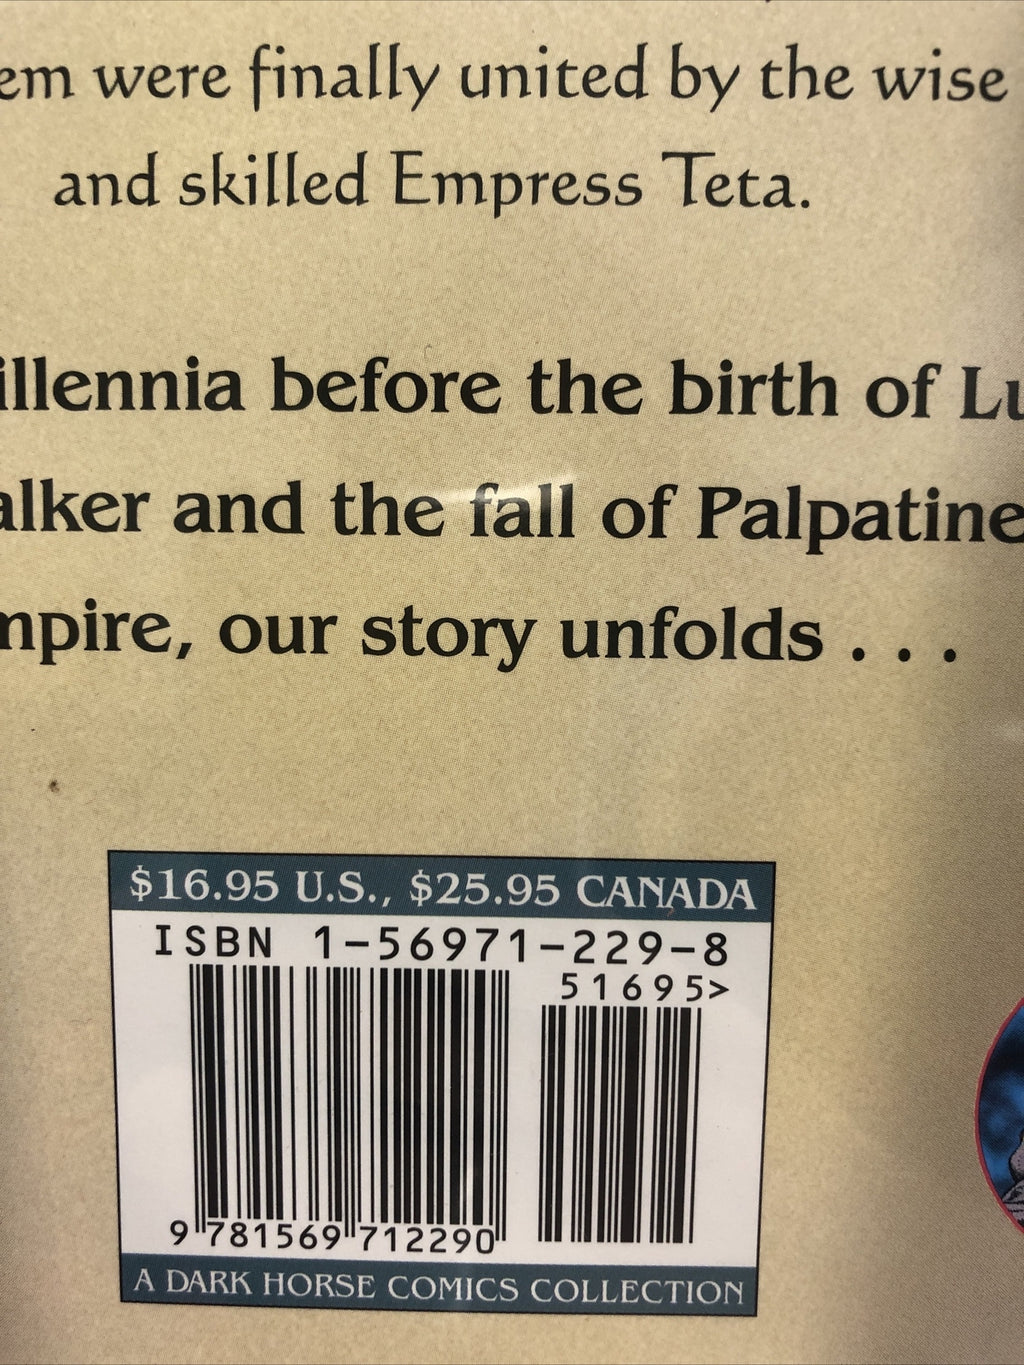 em were finally united by the wise
and skilled Empress Teta.
illennia before the birth of Lu
alker and the fall of Palpatine
mpire, our story unfolds . . .
$16.95 U.S., $25.95 CANADA
ISBN 1-56971-229-8
51695>
9 781569 712290
A DARK HORSE COMICS COLLECTION